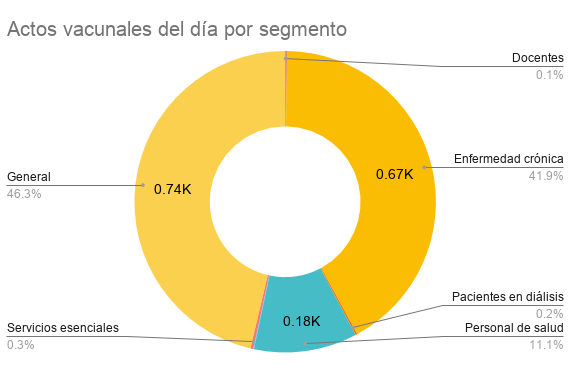 Actos vacunales del día por segmento
Docentes
0.1%
Enfermedad crónica
41.9%
0.67K
General
46.3%
0.74K
Pacientes en diálisis
0.2%
Personal de salud
11.1%
0.18K
Servicios esenciales
0.3%